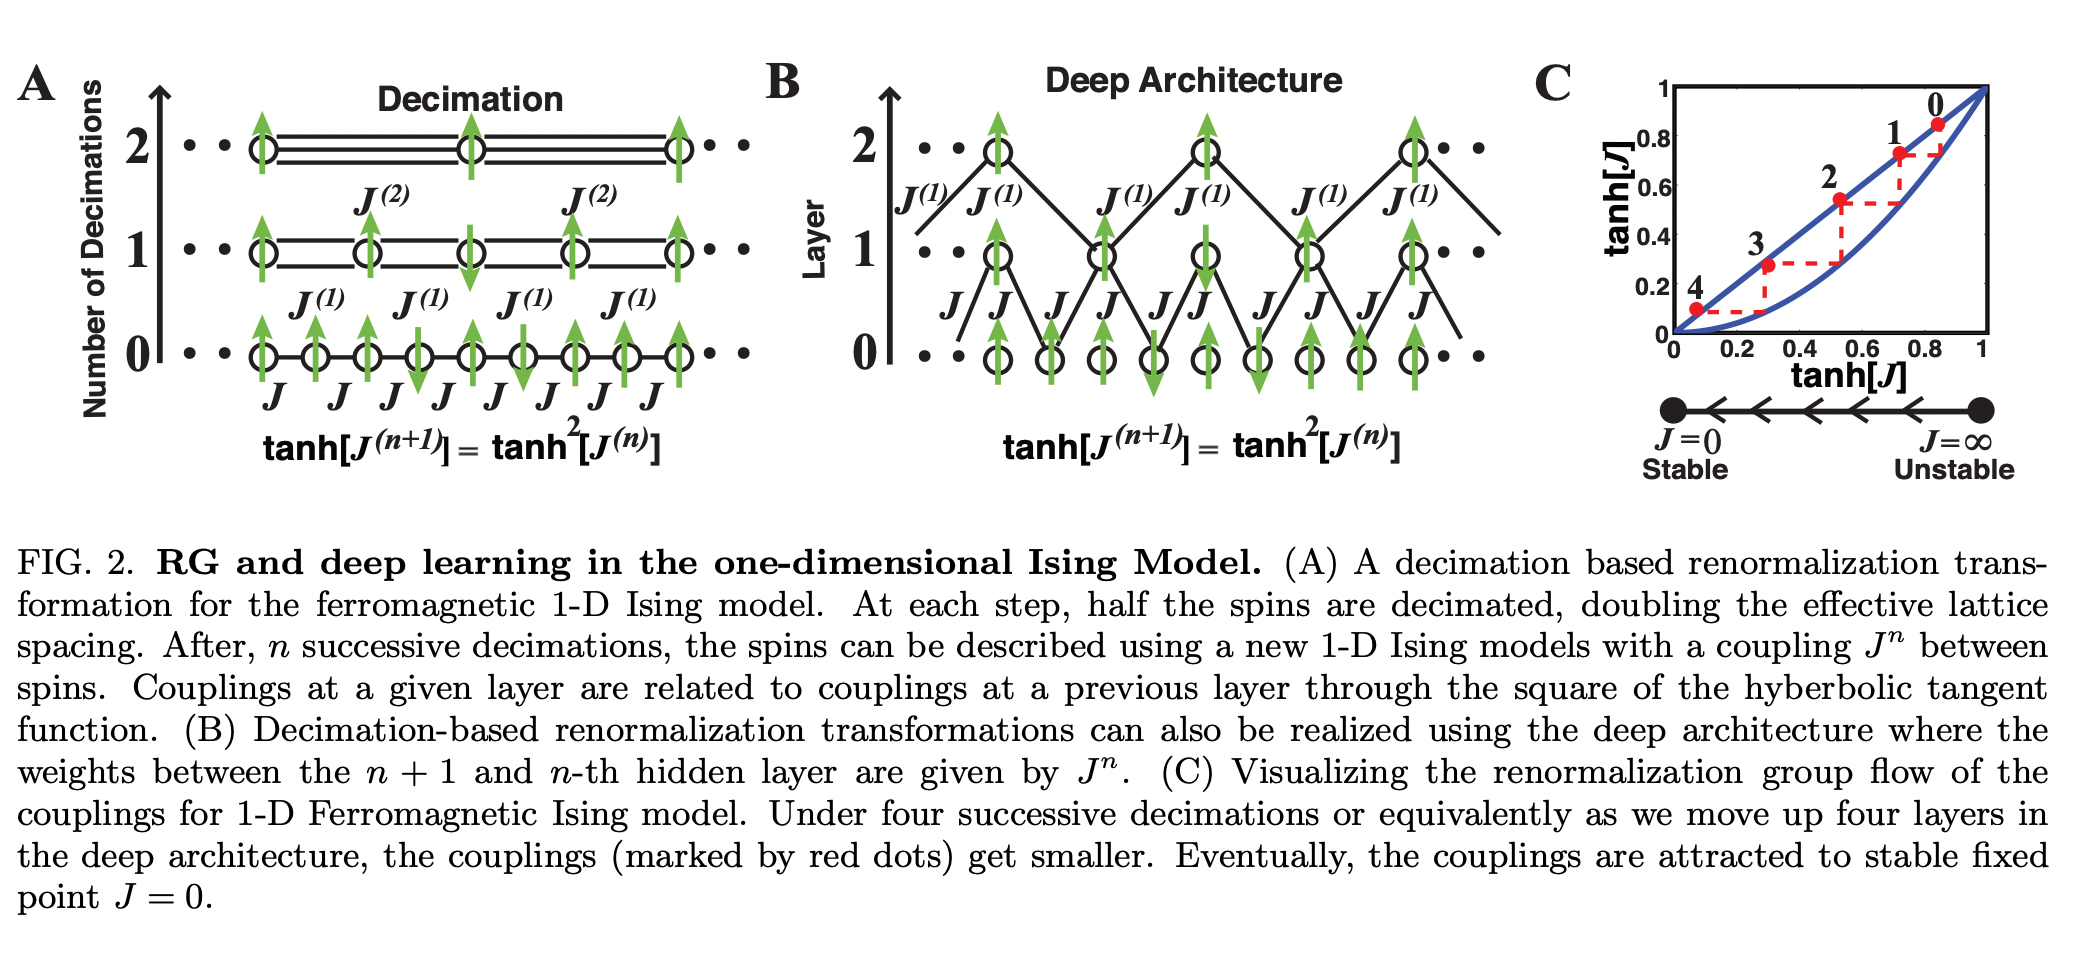 A
Number of Decimations
Decimation
2
J(2) J(2)
1
J(1) J(1) J(1) J(1)
0
J J J J J J J J
tanh[J(n+1)] = tanh2[J(n)]
B
Layer
Deep Architecture
2
J(1) J(1) J(1) J(1) J(1) J(1)
1
J J J J J J J J J J
0
tanh[J(n+1)] = tanh2[J(n)]
C
tanh[J]
1
0.8
0.6
0.4
0.2
0
0
1
2
3
4
0 0.2 0.4 0.6 0.8 1
tanh[J]
J=0 J=∞
Stable Unstable
FIG. 2. RG and deep learning in the one-dimensional Ising Model. (A) A decimation based renormalization trans-
formation for the ferromagnetic 1-D Ising model. At each step, half the spins are decimated, doubling the effective lattice
spacing. After, n successive decimations, the spins can be described using a new 1-D Ising models with a coupling Jn between
spins. Couplings at a given layer are related to couplings at a previous layer through the square of the hyberbolic tangent
function. (B) Decimation-based renormalization transformations can also be realized using the deep architecture where the
weights between the n + 1 and n-th hidden layer are given by Jn. (C) Visualizing the renormalization group flow of the
couplings for 1-D Ferromagnetic Ising model. Under four successive decimations or equivalently as we move up four layers in
the deep architecture, the couplings (marked by red dots) get smaller. Eventually, the couplings are attracted to stable fixed
point J = 0.